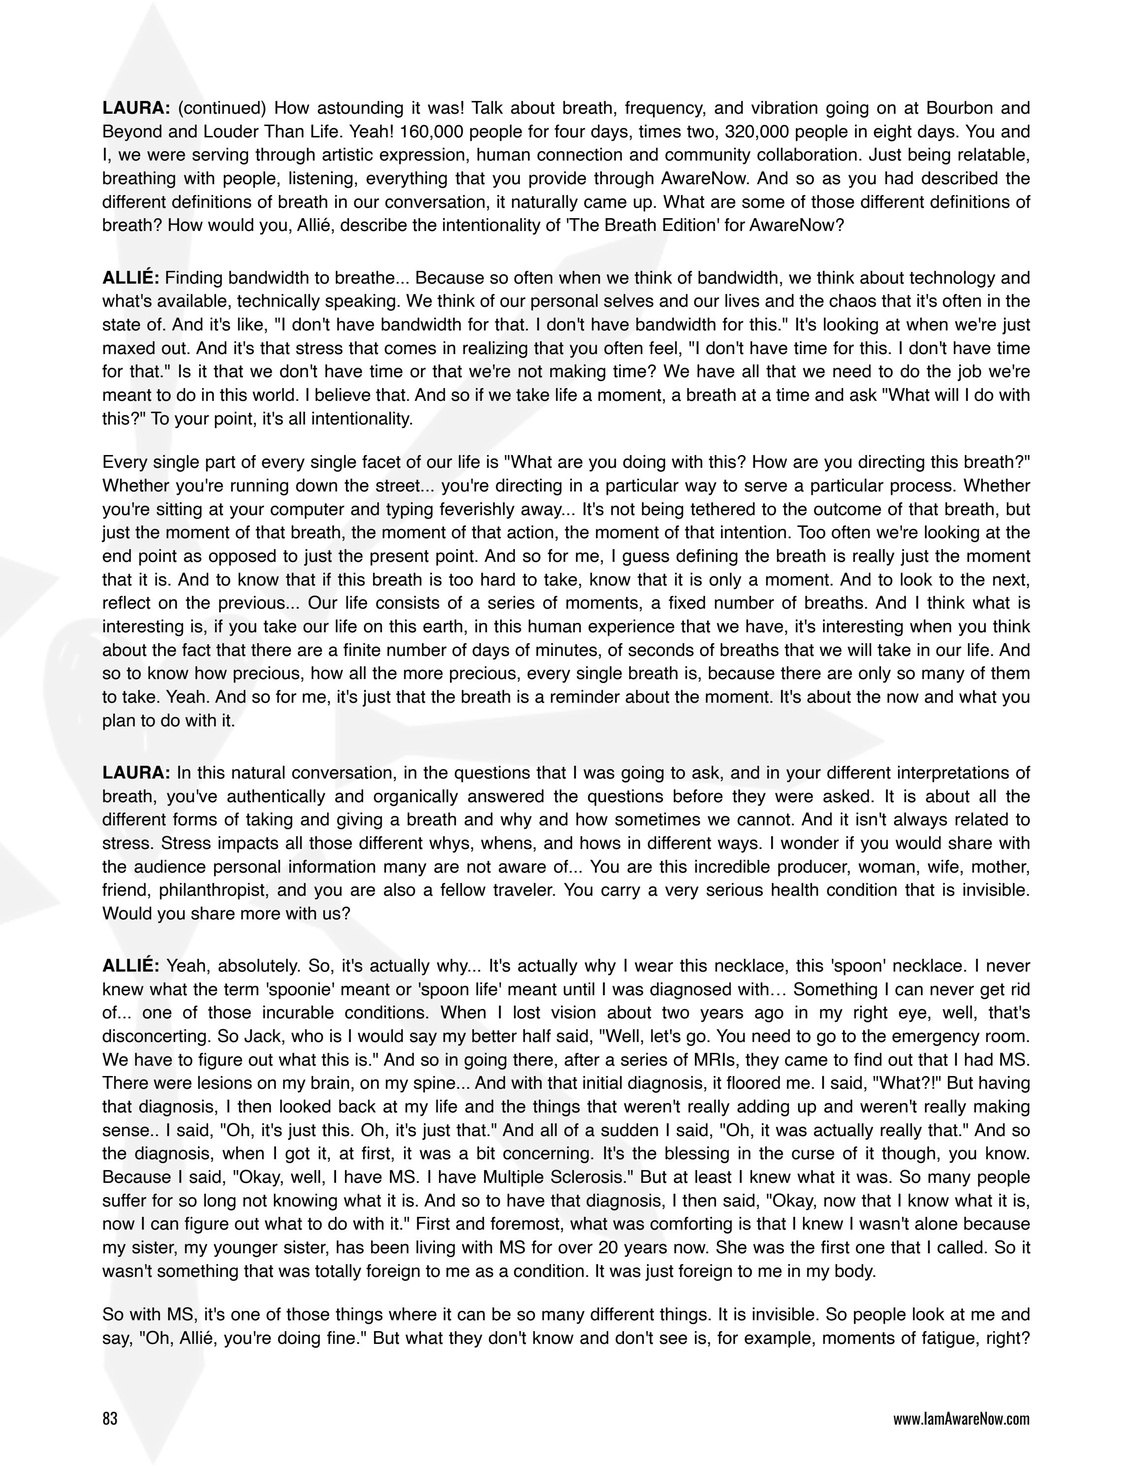 LAURA: (continued) How astounding it was! Talk about breath, frequency, and vibration going on at Bourbon and
Beyond and Louder Than Life. Yeah! 160,000 people for four days, times two, 320,000 people in eight days. You and
I, we were serving through artistic expression, human connection and community collaboration. Just being relatable,
breathing with people, listening, everything that you provide through AwareNow. And so as you had described the
different definitions of breath in our conversation, it naturally came up. What are some of those different definitions of
breath? How would you, Allié, describe the intentionality of 'The Breath Edition' for AwareNow?
ALLIÉ: Finding bandwidth to breathe... Because so often when we think of bandwidth, we think about technology and
what's available, technically speaking. We think of our personal selves and our lives and the chaos that it's often in the
state of. And it's like, "I don't have bandwidth for that. I don't have bandwidth for this." It's looking at when we're just
maxed out. And it's that stress that comes in realizing that you often feel, "I don't have time for this. I don't have time
for that." Is it that we don't have time or that we're not making time? We have all that we need to do the job we're
meant to do in this world. I believe that. And so if we take life a moment, a breath at a time and ask "What will I do with
this?" To your point, it's all intentionality.
Every single part of every single facet of our life is "What are you doing with this? How are you directing this breath?"
Whether you're running down the street... you're directing in a particular way to serve a particular process. Whether
you're sitting at your computer and typing feverishly away... It's not being tethered to the outcome of that breath, but
just the moment of that breath, the moment of that action, the moment of that intention. Too often we're looking at the
end point as opposed to just the present point. And so for me, I guess defining the breath is really just the moment
that it is. And to know that if this breath is too hard to take, know that it is only a moment. And to look to the next,
reflect on the previous... Our life consists of a series of moments, a fixed number of breaths. And I think what is
interesting is, if you take our life on this earth, in this human experience that we have, it's interesting when you think
about the fact that there are a finite number of days of minutes, of seconds of breaths that we will take in our life. And
so to know how precious, how all the more precious, every single breath is, because there are only so many of them
to take. Yeah. And so for me, it's just that the breath is a reminder about the moment. It's about the now and what you
plan to do with it.
LAURA: In this natural conversation, in the questions that I was going to ask, and in your different interpretations of
breath, you've authentically and organically answered the questions before they were asked. It is about all the
different forms of taking and giving a breath and why and how sometimes we cannot. And it isn't always related to
stress. Stress impacts all those different whys, whens, and hows in different ways. I wonder if you would share with
the audience personal information many are not aware of... You are this incredible producer, woman, wife, mother,
friend, philanthropist, and you are also a fellow traveler. You carry a very serious health condition that is invisible.
Would you share more with us?
ALLIÉ: Yeah, absolutely. So, it's actually why... It's actually why I wear this necklace, this 'spoon' necklace. I never
knew what the term 'spoonie' meant or 'spoon life' meant until I was diagnosed with… Something I can never get rid
of... one of those incurable conditions. When I lost vision about two years ago in my right eye, well, that's
disconcerting. So Jack, who is I would say my better half said, "Well, let's go. You need to go to the emergency room.
We have to figure out what this is." And so in going there, after a series of MRIs, they came to find out that I had MS.
There were lesions on my brain, on my spine... And with that initial diagnosis, it floored me. I said, "What?!" But having
that diagnosis, I then looked back at my life and the things that weren't really adding up and weren't really making
sense.. I said, "Oh, it's just this. Oh, it's just that." And all of a sudden I said, "Oh, it was actually really that." And so
the diagnosis, when I got it, at first, it was a bit concerning. It's the blessing in the curse of it though, you know.
Because I said, "Okay, well, I have MS. I have Multiple Sclerosis." But at least I knew what it was. So many people
suffer for so long not knowing what it is. And so to have that diagnosis, I then said, "Okay, now that I know what it is,
now I can figure out what to do with it." First and foremost, what was comforting is that I knew I wasn't alone because
my sister, my younger sister, has been living with MS for over 20 years now. She was the first one that I called. So it
wasn't something that was totally foreign to me as a condition. It was just foreign to me in my body.
So with MS, it's one of those things where it can be so many different things. It is invisible. So people look at me and
say, "Oh, Allié, you're doing fine." But what they don't know and don't see is, for example, moments of fatigue, right?
83
www.IamAwareNow.com